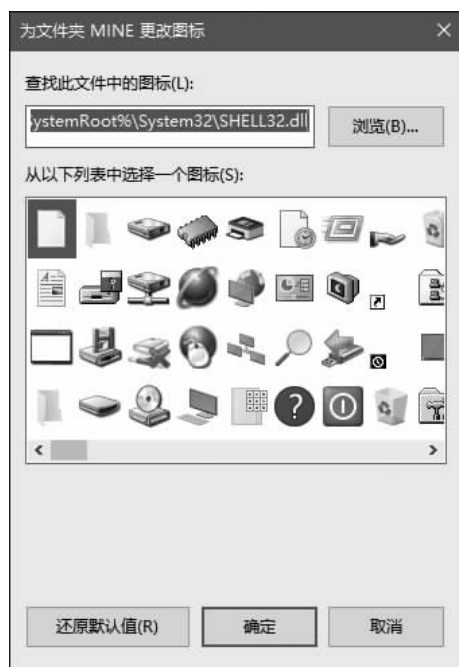 为文件夹 MINE 更改图标
查找此文件中的图标(L):
ystemRoot%\System32\SHELL32.dll
浏览(B)...
从以下列表中选择一个图标(S):
还原默认值(R)
确定
取消